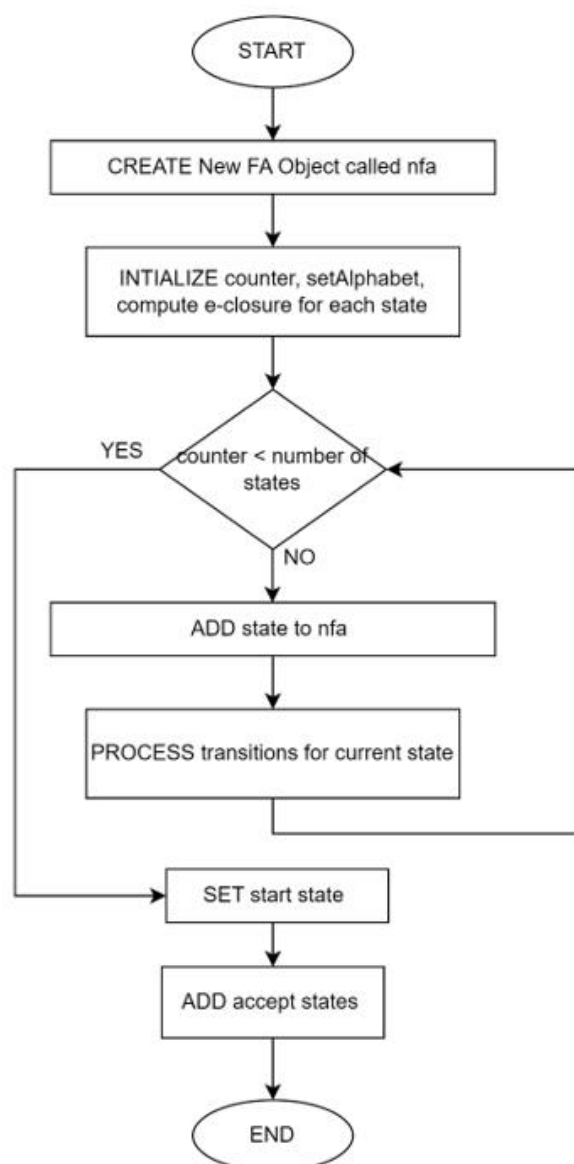 START
CREATE New FA Object called nfa
INTIALIZE counter, setAlphabet,
compute e-closure for each state
YES
counter < number of
states
NO
ADD state to nfa
PROCESS transitions for current state
SET start state
ADD accept states
END